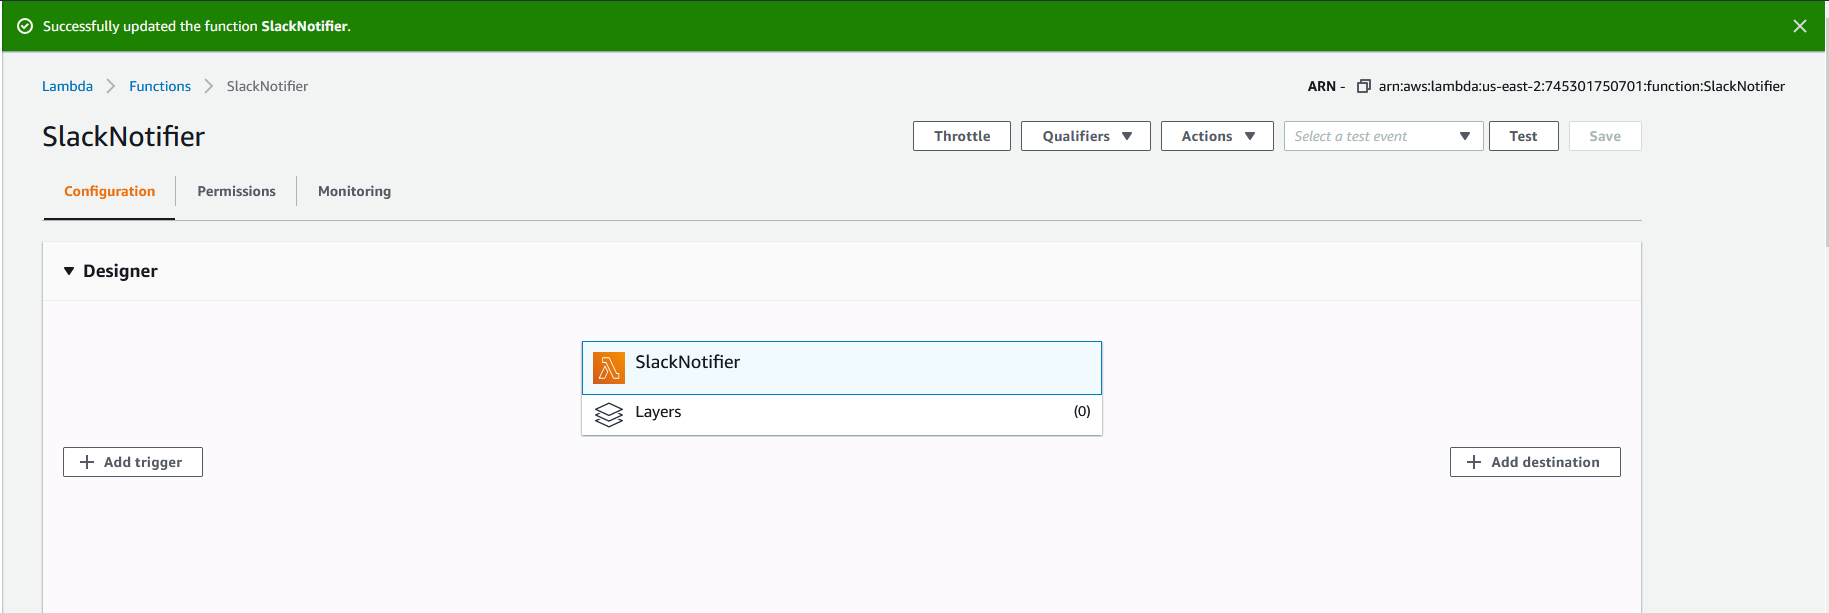 Successfully updated the function SlackNotifier.
Lambda Functions SlackNotifier
ARN - arn:aws:lambda:us-east-2:745301750701:function:SlackNotifier
SlackNotifier
Throttle Qualifiers Actions Select a test event Test Save
Configuration Permissions Monitoring
Designer
SlackNotifier
Layers (0)
Add trigger
Add destination